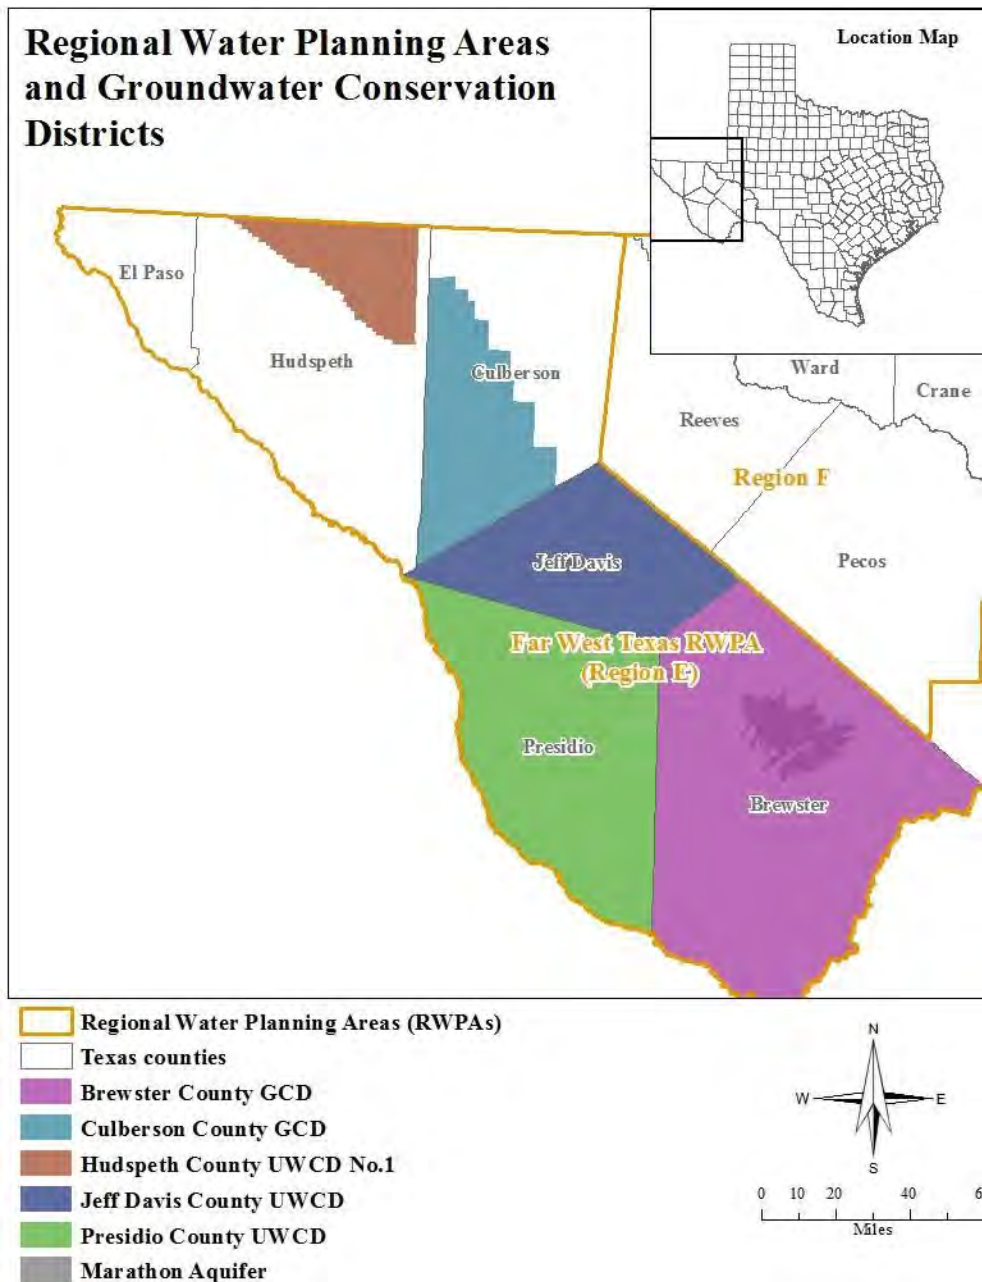 Regional Water Planning Areas
and Groundwater Conservation
Districts
Location Map
El Paso
Hudspeth
Culberson
Ward
Crane
Reeves
Region F
Pecos
Jeff Davis
Far West Texas RWPA
(Region E)
Presidio
Brewster
Regional Water Planning Areas (RWPAs)
Texas counties
Brewster County GCD
Culberson County GCD
Hudspeth County UWCD No.1
Jeff Davis County UWCD
Presidio County UWCD
Marathon Aquifer
N
W E
S
0 10 20 40
Miles